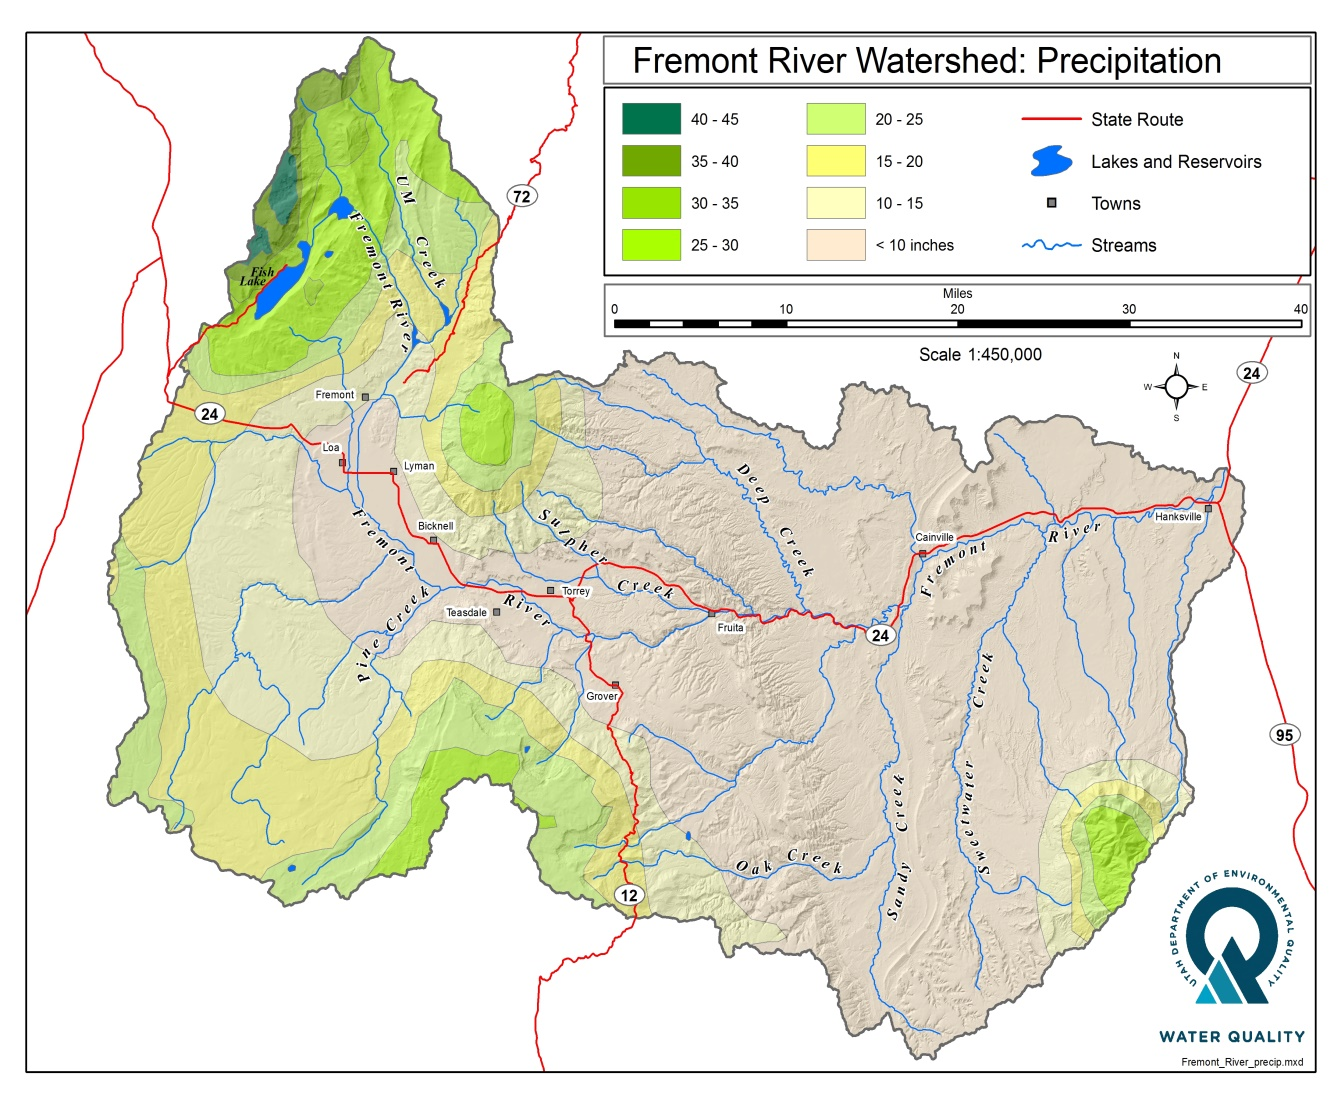 Fremont River Watershed: Precipitation
40 - 45
35 - 40
30 - 35
25 - 30
20 - 25
15 - 20
10 - 15
< 10 inches
State Route
Lakes and Reservoirs
Towns
Streams
Miles
0 10 20 30 40
Scale 1:450,000
N
W E
S
72
UM Creek
Fremont River
Fish
Lake
24
24
Fremont
Loa
Lyman
Bicknell
Fremont River
Sulpher Creek
Deep Creek
Torrey
Teasdale
Pine Creek
Fruita
Grover
Cainville
Fremont River
Hanksville
24
95
Sweetwater Creek
Sandy Creek
Oak Creek
12
UTAH DEPARTMENT OF ENVIRONMENTAL QUALITY
WATER QUALITY
Fremont_River_precip.mxd